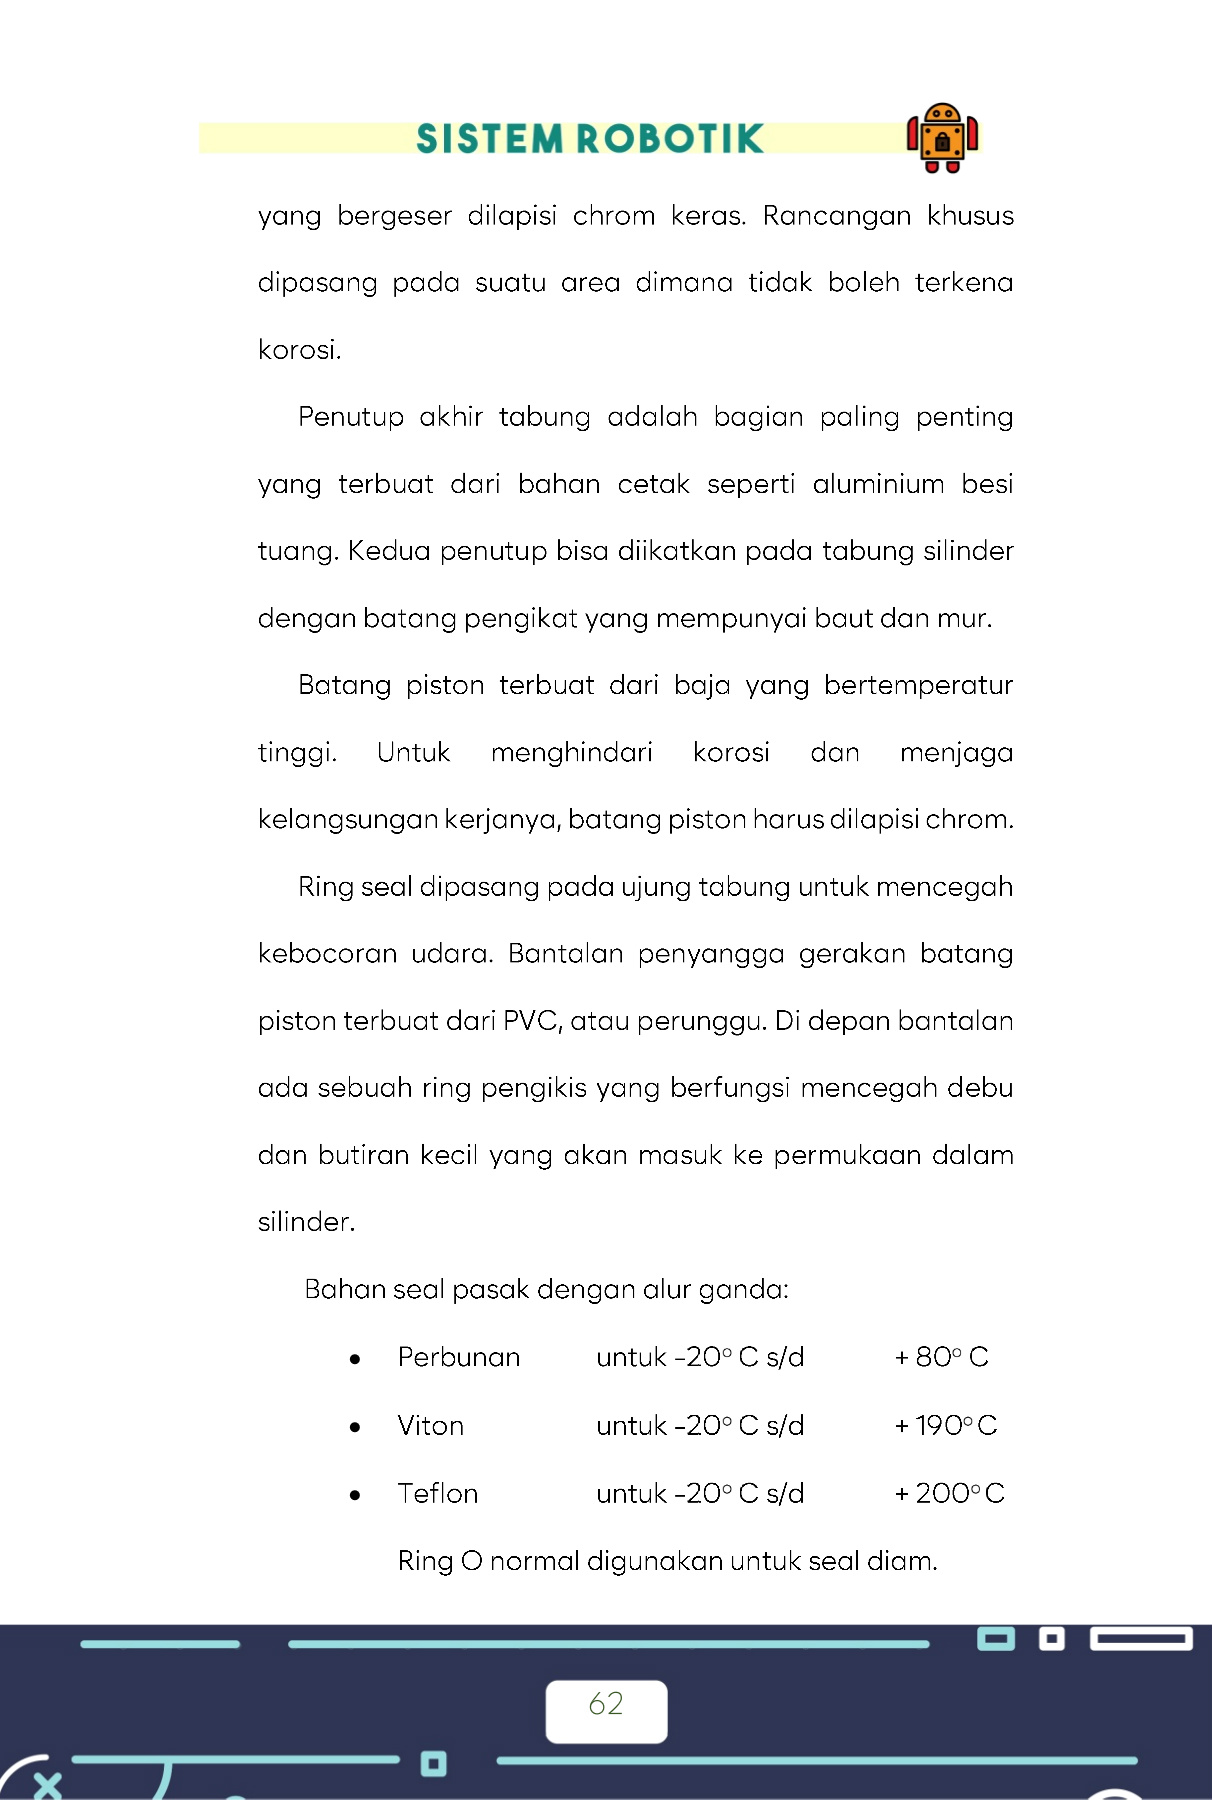 SISTEM ROBOTIK
yang bergeser dilapisi chrom keras. Rancangan khusus
dipasang pada suatu area dimana tidak boleh terkena
korosi.
Penutup akhir tabung adalah bagian paling penting
yang terbuat dari bahan cetak seperti aluminium besi
tuang. Kedua penutup bisa diikatkan pada tabung silinder
dengan batang pengikat yang mempunyai baut dan mur.
Batang piston terbuat dari baja yang bertemperatur
tinggi. Untuk menghindari korosi dan menjaga
kelangsungan kerjanya, batang piston harus dilapisi chrom.
Ring seal dipasang pada ujung tabung untuk mencegah
kebocoran udara. Bantalan penyangga gerakan batang
piston terbuat dari PVC, atau perunggu. Di depan bantalan
ada sebuah ring pengikis yang berfungsi mencegah debu
dan butiran kecil yang akan masuk ke permukaan dalam
silinder.
Bahan seal pasak dengan alur ganda:
• Perbunan untuk -20° C s/d + 80° C
• Viton untuk -20° C s/d + 190° C
• Teflon untuk -20° C s/d + 200° C
Ring O normal digunakan untuk seal diam.
62